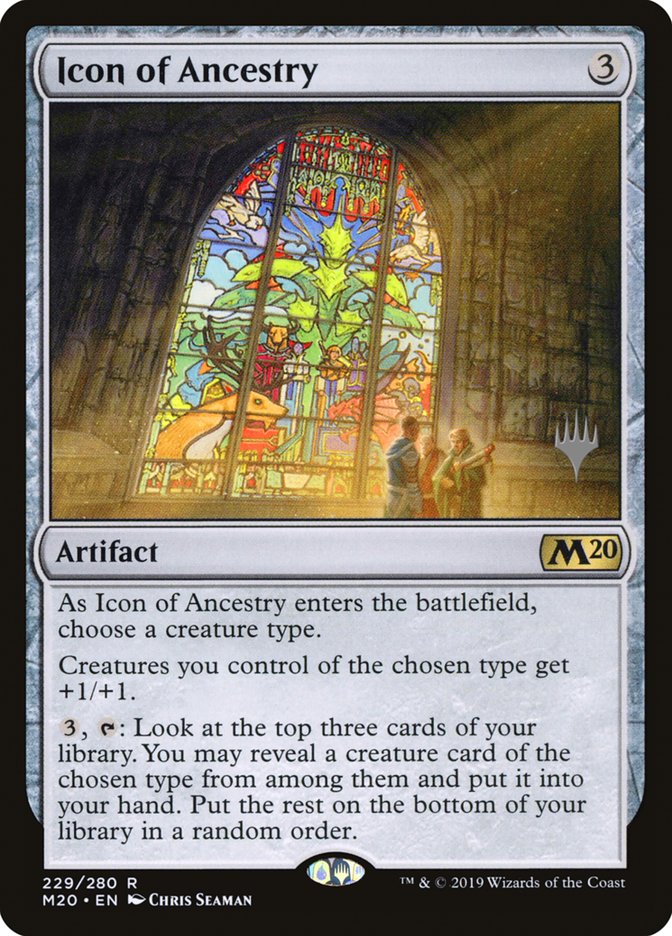 Icon of Ancestry 3
Artifact M20
As Icon of Ancestry enters the battlefield,
choose a creature type.
Creatures you control of the chosen type get
+1/+1.
3, : Look at the top three cards of your
library. You may reveal a creature card of the
chosen type from among them and put it into
your hand. Put the rest on the bottom of your
library in a random order.
229/280 R ™ & © 2019 Wizards of the Coast
M20 • EN Chris Seaman